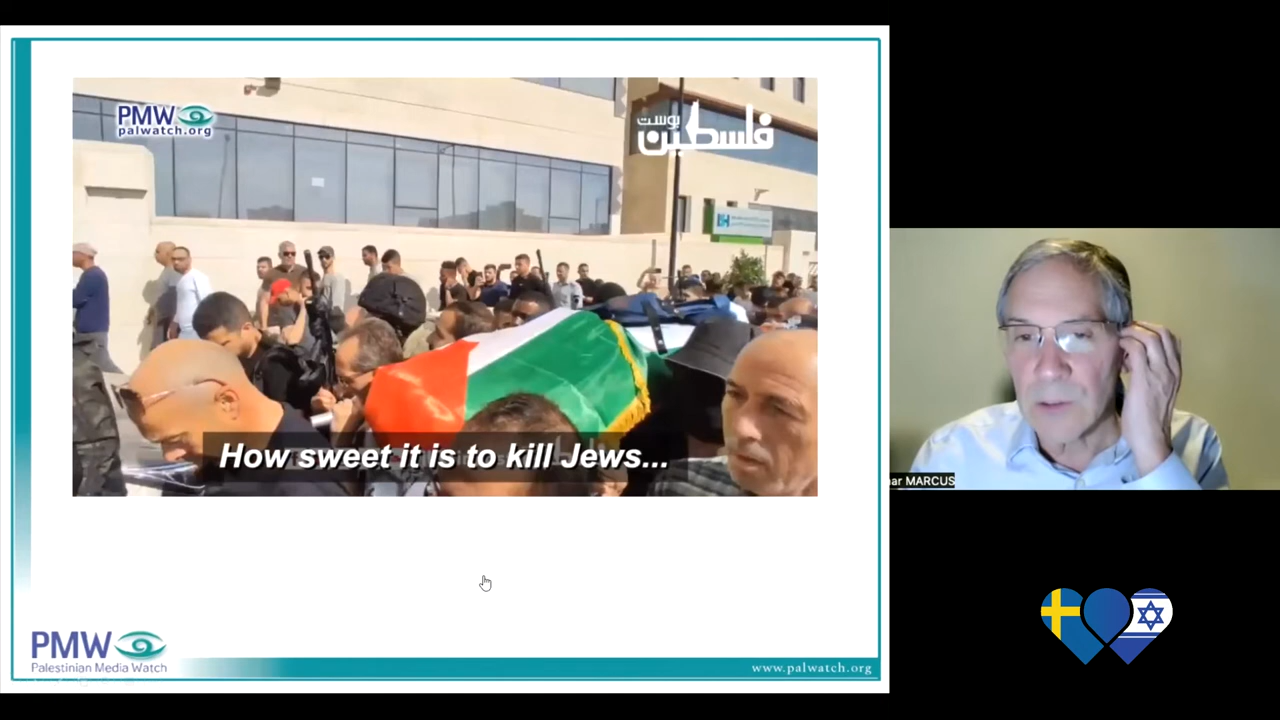 PMW
palwatch.org
بوست
فلسطين
How sweet it is to kill Jews...
ar MARCUS
PMW
Palestinian Media Watch
www.palwatch.org